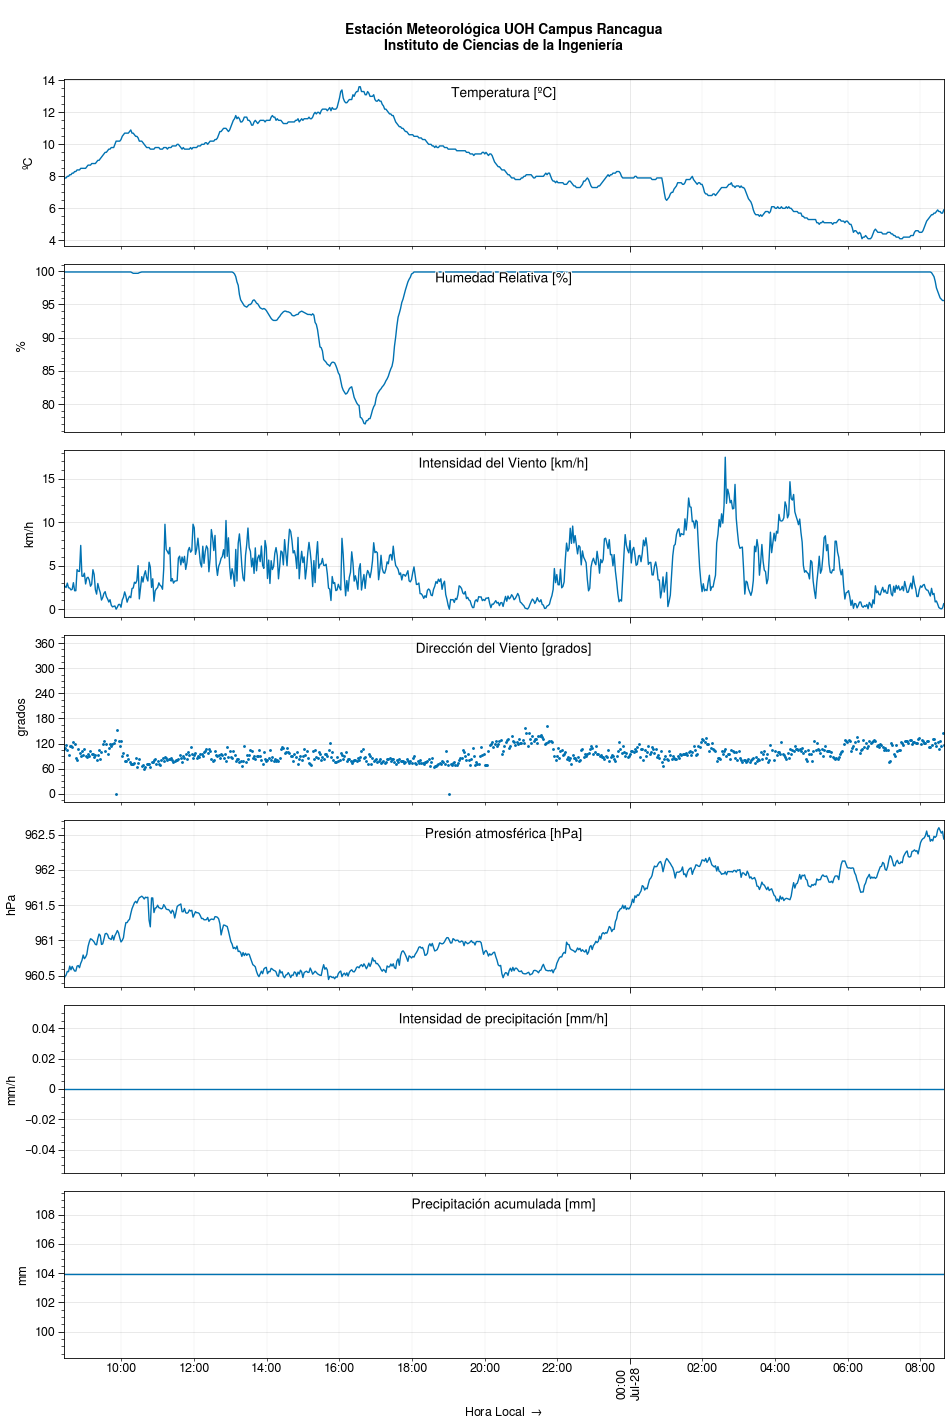 Estación Meteorológica UOH Campus Rancagua
Instituto de Ciencias de la Ingeniería
Temperatura [ºC]
14
12
10
8
6
4
ºC
Humedad Relativa [%]
100
95
90
85
80
%
Intensidad del Viento [km/h]
15
10
5
0
km/h
Dirección del Viento [grados]
360
300
240
180
120
60
0
grados
Presión atmosférica [hPa]
962.5
962
961.5
961
960.5
hPa
Intensidad de precipitación [mm/h]
0.04
0.02
0
−0.02
−0.04
mm/h
Precipitación acumulada [mm]
108
106
104
102
100
mm
10:00 12:00 14:00 16:00 18:00 20:00 22:00 00:00 02:00 04:00 06:00 08:00
Jul-28
Hora Local →